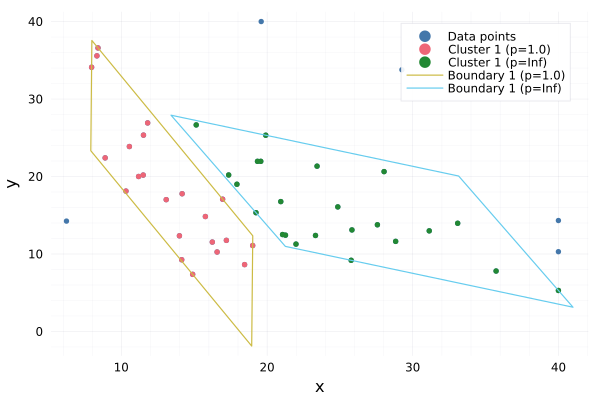 40
30
20
10
0
y
10
20
30
40
x
Data points
Cluster 1 (p=1.0)
Cluster 1 (p=Inf)
Boundary 1 (p=1.0)
Boundary 1 (p=Inf)